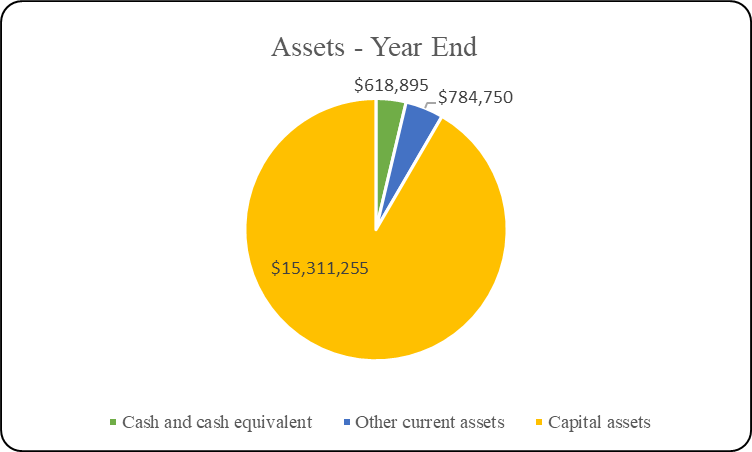 Assets - Year End
$618,895
$784,750
$15,311,255
Cash and cash equivalent Other current assets Capital assets